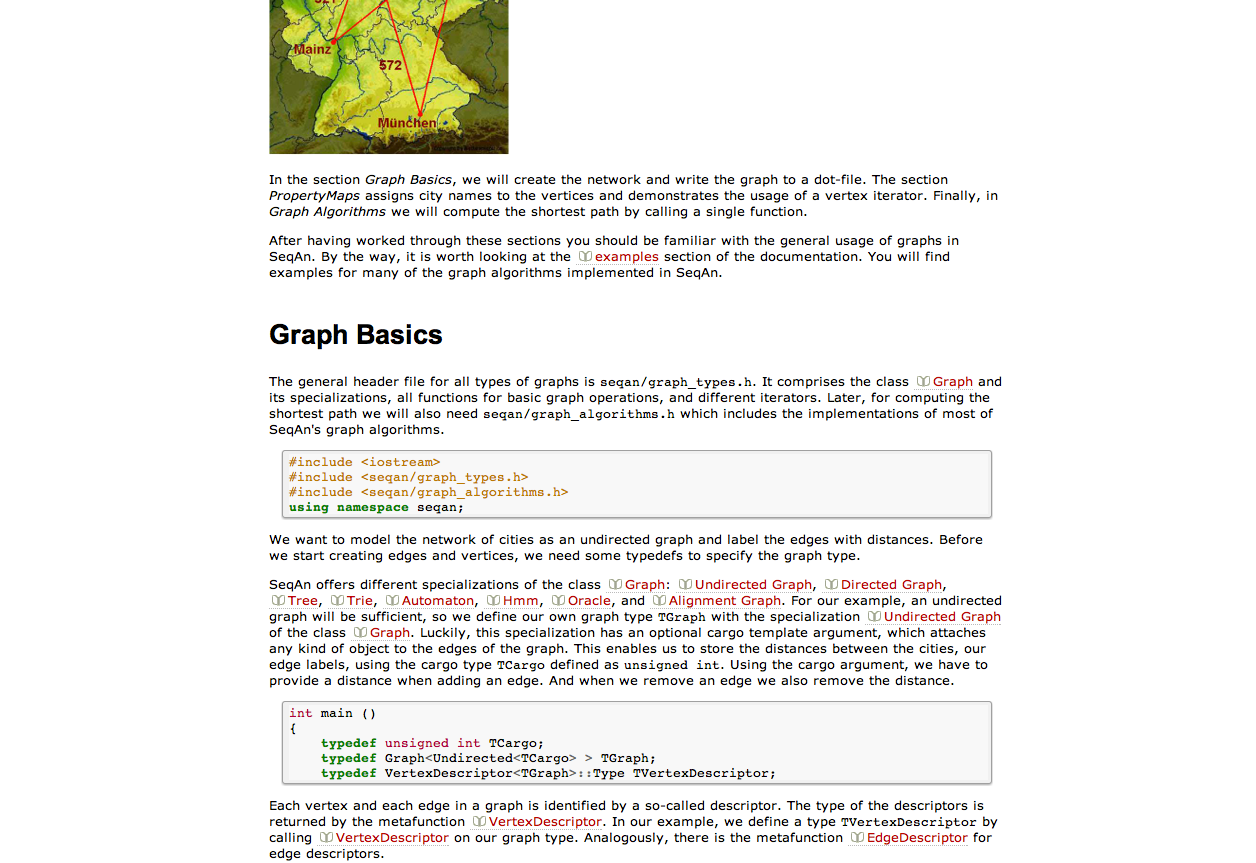 Mainz
572
München
In the section Graph Basics, we will create the network and write the graph to a dot-file. The section
PropertyMaps assigns city names to the vertices and demonstrates the usage of a vertex iterator. Finally, in
Graph Algorithms we will compute the shortest path by calling a single function.
After having worked through these sections you should be familiar with the general usage of graphs in
SeqAn. By the way, it is worth looking at the examples section of the documentation. You will find
examples for many of the graph algorithms implemented in SeqAn.
Graph Basics
The general header file for all types of graphs is seqan/graph_types.h. It comprises the class Graph and
its specializations, all functions for basic graph operations, and different iterators. Later, for computing the
shortest path we will also need seqan/graph_algorithms.h which includes the implementations of most of
SeqAn's graph algorithms.
#include <iostream>
#include <seqan/graph_types.h>
#include <seqan/graph_algorithms.h>
using namespace seqan;
We want to model the network of cities as an undirected graph and label the edges with distances. Before
we start creating edges and vertices, we need some typedefs to specify the graph type.
SeqAn offers different specializations of the class Graph: Undirected Graph, Directed Graph,
Tree, Trie, Automaton, Hmm, Oracle, and Alignment Graph. For our example, an undirected
graph will be sufficient, so we define our own graph type TGraph with the specialization Undirected Graph
of the class Graph. Luckily, this specialization has an optional cargo template argument, which attaches
any kind of object to the edges of the graph. This enables us to store the distances between the cities, our
edge labels, using the cargo type TCargo defined as unsigned int. Using the cargo argument, we have to
provide a distance when adding an edge. And when we remove an edge we also remove the distance.
int main ()
{
    typedef unsigned int TCargo;
    typedef Graph<Undirected<TCargo> > TGraph;
    typedef VertexDescriptor<TGraph>::Type TVertexDescriptor;
Each vertex and each edge in a graph is identified by a so-called descriptor. The type of the descriptors is
returned by the metafunction VertexDescriptor. In our example, we define a type TVertexDescriptor by
calling VertexDescriptor on our graph type. Analogously, there is the metafunction EdgeDescriptor for
edge descriptors.